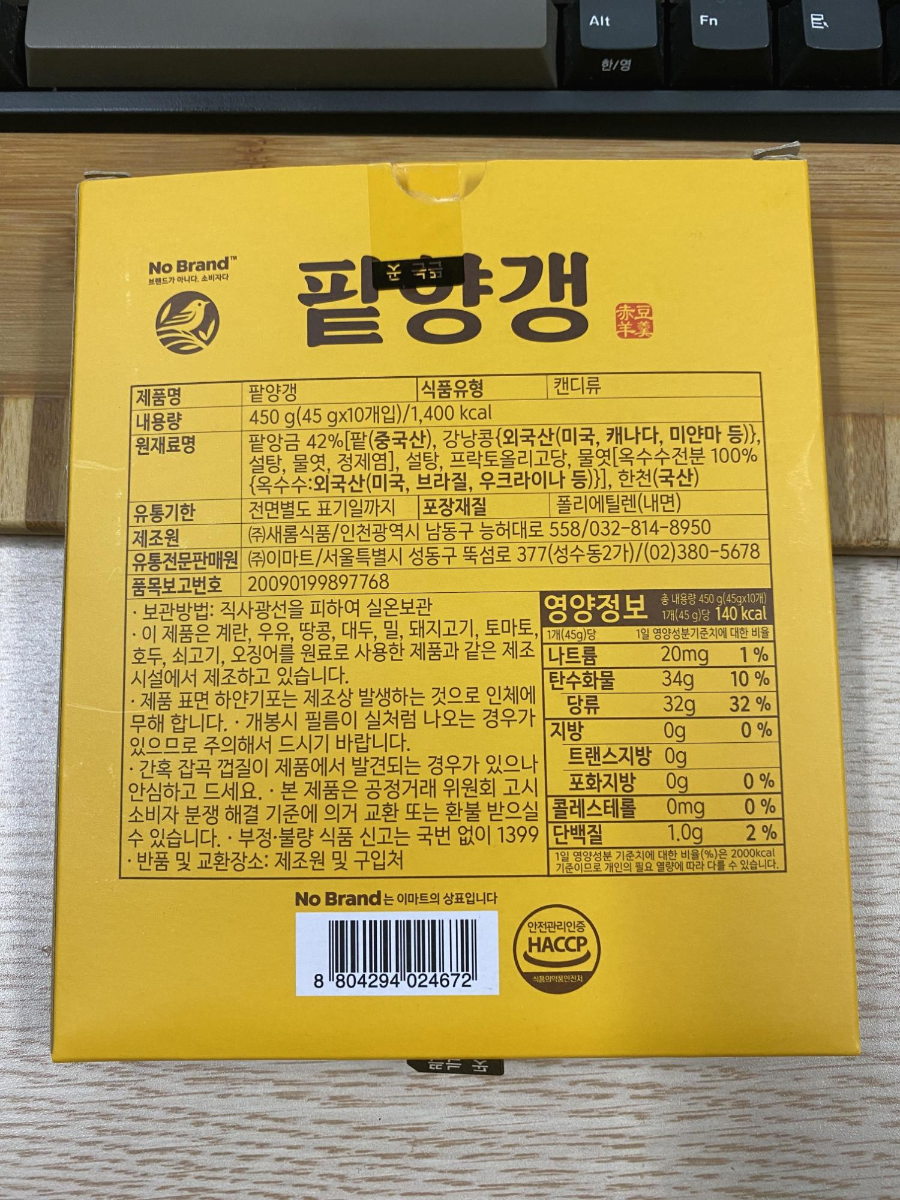 Alt
Fn
한/영
No Brand™
브랜드가 아니다. 소비자다
팥양갱
赤豆
羊羹
제품명 팥양갱 식품유형 캔디류
내용량 450 g(45 gx10개입)/1,400 kcal
원재료명 팥앙금 42%[팥(중국산), 강낭콩{외국산(미국, 캐나다, 미얀마 등)},
설탕, 물엿, 정제염], 설탕, 프락토올리고당, 물엿[옥수수전분 100%
{옥수수:외국산(미국, 브라질, 우크라이나 등)}], 한천(국산)
유통기한 전면별도 표기일까지 포장재질 폴리에틸렌(내면)
제조원 ㈜새롬식품/인천광역시 남동구 능허대로 558/032-814-8950
유통전문판매원 ㈜이마트/서울특별시 성동구 뚝섬로 377(성수동2가)/(02)380-5678
품목보고번호 20090199897768
· 보관방법: 직사광선을 피하여 실온보관
· 이 제품은 계란, 우유, 땅콩, 대두, 밀, 돼지고기, 토마토,
호두, 쇠고기, 오징어를 원료로 사용한 제품과 같은 제조
시설에서 제조하고 있습니다.
· 제품 표면 하얀기포는 제조상 발생하는 것으로 인체에
무해 합니다. · 개봉시 필름이 실처럼 나오는 경우가
있으므로 주의해서 드시기 바랍니다.
· 간혹 잡곡 껍질이 제품에서 발견되는 경우가 있으나
안심하고 드세요. · 본 제품은 공정거래 위원회 고시
소비자 분쟁 해결 기준에 의거 교환 또는 환불 받으실
수 있습니다. · 부정·불량 식품 신고는 국번 없이 1399
· 반품 및 교환장소: 제조원 및 구입처
영양정보 총 내용량 450 g(45gx10개)
1개(45 g)당 140 kcal
1개(45g)당 1일 영양성분기준치에 대한 비율
나트륨 20mg 1 %
탄수화물 34g 10 %
당류 32g 32 %
지방 0g 0 %
트랜스지방 0g
포화지방 0g 0 %
콜레스테롤 0mg 0 %
단백질 1.0g 2 %
1일 영양성분 기준치에 대한 비율(%)은 2000kcal
기준이므로 개인의 필요 열량에 따라 다를 수 있습니다.
No Brand는 이마트의 상표입니다
8 804294 024672
안전관리인증
HACCP
식품의약품안전처